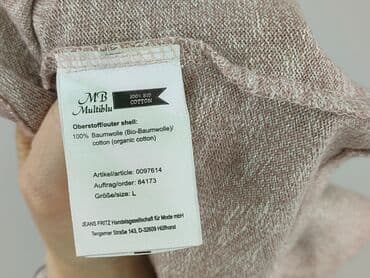 MB
Multiblu
100% BIO
COTTON
Oberstoff/outer shell:
100% Baumwolle (Bio-Baumwolle)/
cotton (organic cotton)
Artikel/article: 0097614
Auftrag/order: 84173
Größe/size: L
JEANS FRITZ Handelsgesellschaft für Mode mbH
Tengerner Straße 143, D-32609 Hüllhorst